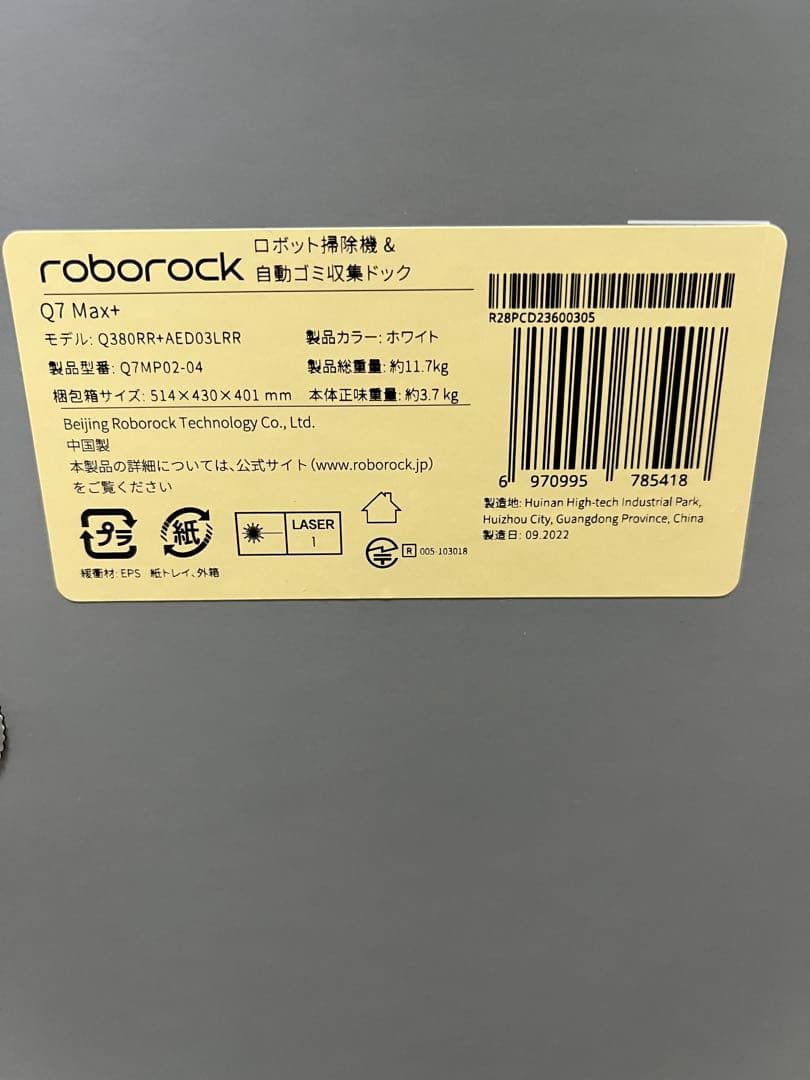 roborock
ロボット掃除機 &
自動ゴミ収集ドック
Q7 Max+
モデル: Q380RR+AED03LRR
製品カラー: ホワイト
製品型番: Q7MP02-04
製品総重量: 約11.7kg
梱包箱サイズ: 514×430×401 mm
本体正味重量: 約3.7 kg
Beijing Roborock Technology Co., Ltd.
中国製
本製品の詳細については、公式サイト(www.roborock.jp)
をご覧ください
プラ
紙
LASER
1
R 005-103018
緩衝材: EPS
紙トレイ、外箱
R28PCD23600305
6 970995 785418
製造地: Huinan High-tech Industrial Park,
Huizhou City, Guangdong Province, China
製造日: 09.2022